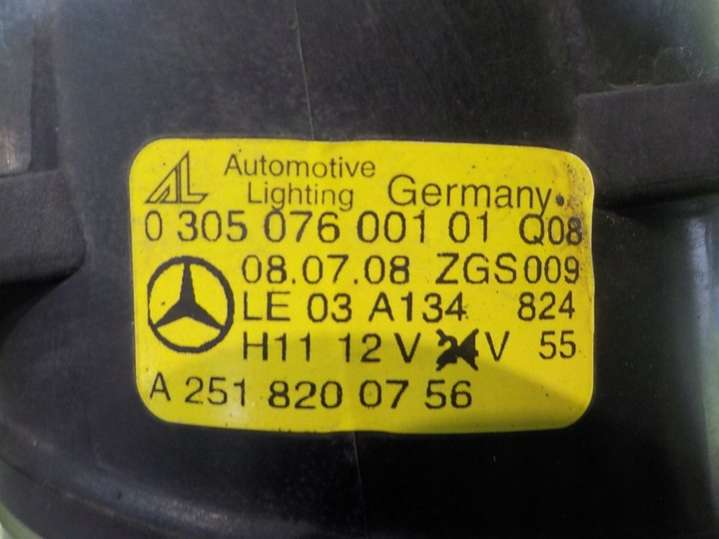 AL Automotive
Lighting Germany
0 305 076 001 01 Q08
08.07.08 ZGS009
LE 03 A134 824
H11 12 V 24 V 55
A 251 820 07 56